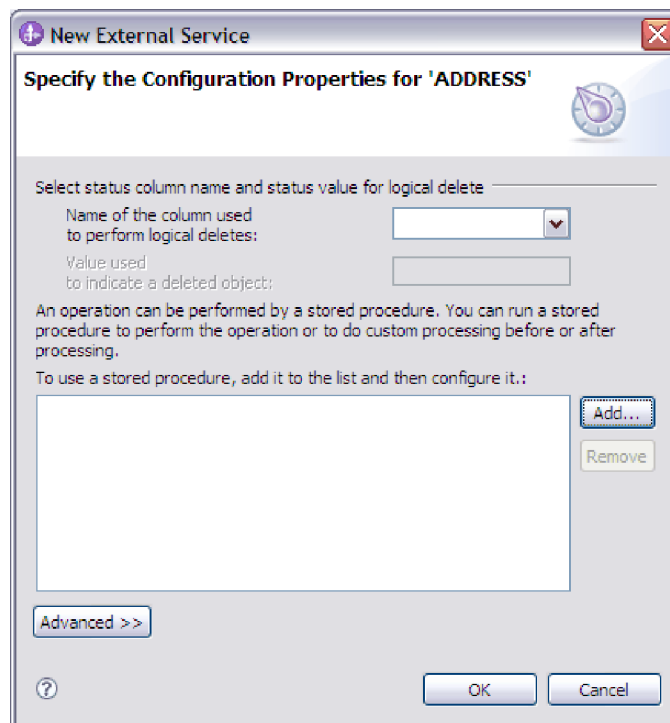 New External Service
Specify the Configuration Properties for 'ADDRESS'
Select status column name and status value for logical delete
Name of the column used
to perform logical deletes:
Value used
to indicate a deleted object:
An operation can be performed by a stored procedure. You can run a stored
procedure to perform the operation or to do custom processing before or after
processing.
To use a stored procedure, add it to the list and then configure it.:
Add...
Remove
Advanced >>
?
OK
Cancel